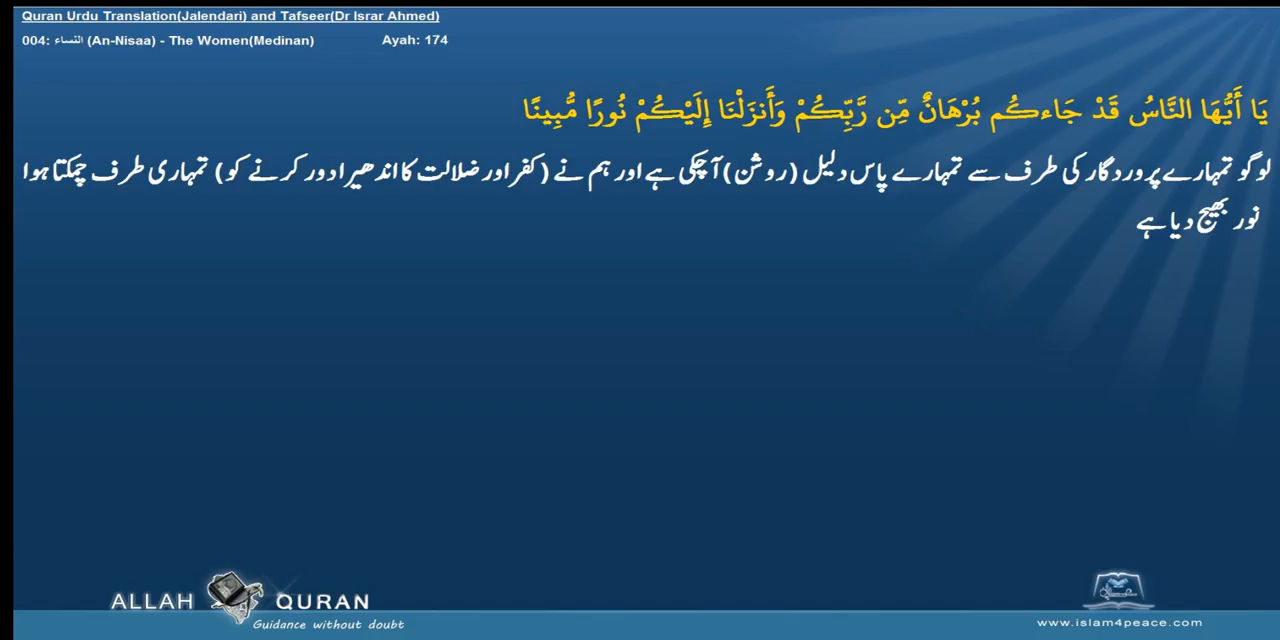 Quran Urdu Translation(Jalendari) and Tafseer(Dr Israr Ahmed)
004: النساء (An-Nisaa) - The Women(Medinan) Ayah: 174
يَا أَيُّهَا النَّاسُ قَدْ جَاءكُم بُرْهَانٌ مِّن رَّبِّكُمْ وَأَنزَلْنَا إِلَيْكُمْ نُورًا مُّبِينًا
لوگو تمہارے پروردگار کی طرف سے تمہارے پاس دلیل (روشن) آچکی ہے اور ہم نے (کفر اور ضلالت کا اندھیرا دور کرنے کو) تمہاری طرف چمکتا ہوا
نور بھیج دیا ہے
ALLAH QURAN
Guidance without doubt
www.islam4peace.com